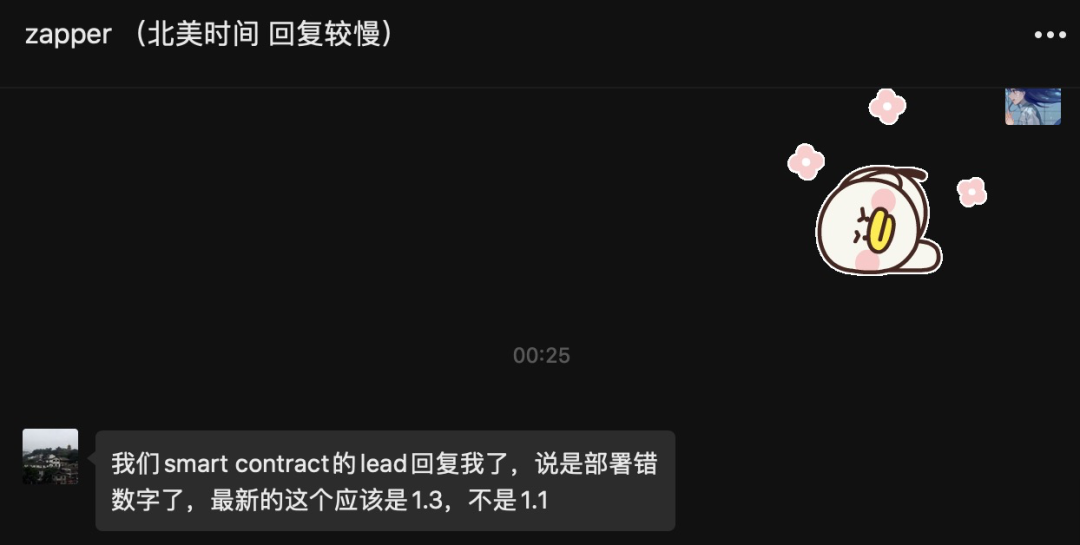 zapper （北美时间 回复较慢）
00:25
我们smart contract的lead回复我了，说是部署错
数字了，最新的这个应该是1.3，不是1.1